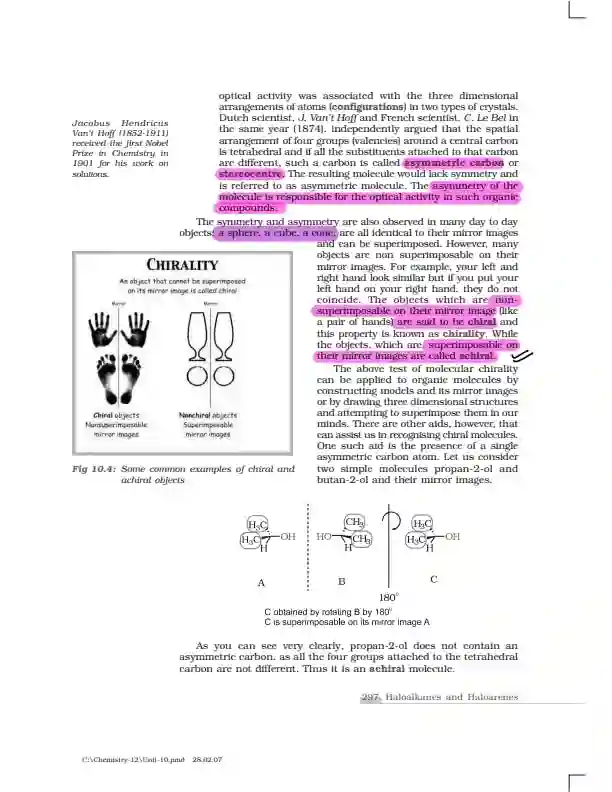 optical activity was associated with the three dimensional
arrangements of atoms (configurations) in two types of crystals.
Dutch scientist, J. Van't Hoff and French scientist, C. Le Bel in
the same year (1874), independently argued that the spatial
arrangement of four groups (valencies) around a central carbon
is tetrahedral and if all the substituents attached to that carbon
are different, such a carbon is called asymmetric carbon or
stereocentre. The resulting molecule would lack symmetry and
is referred to as asymmetric molecule. The asymmetry of the
molecule is responsible for the optical activity in such organic
compounds.
Jacobus Hendricus
Van't Hoff (1852-1911)
received the first Nobel
Prize in Chemistry in
1901 for his work on
solutions.
The symmetry and asymmetry are also observed in many day to day
objects: a sphere, a cube, a cone, are all identical to their mirror images
and can be superimposed. However, many
objects are non superimposable on their
mirror images. For example, your left and
right hand look similar but if you put your
left hand on your right hand, they do not
coincide. The objects which are non-
superimposable on their mirror image (like
a pair of hands) are said to be chiral and
this property is known as chirality. While
the objects, which are, superimposable on
their mirror images are called achiral.
The above test of molecular chirality
can be applied to organic molecules by
constructing models and its mirror images
or by drawing three dimensional structures
and attempting to superimpose them in our
minds. There are other aids, however, that
can assist us in recognising chiral molecules.
One such aid is the presence of a single
asymmetric carbon atom. Let us consider
two simple molecules propan-2-ol and
butan-2-ol and their mirror images.
CHIRALITY
An object that cannot be superimposed
on its mirror image is called chiral
Mirror
Mirror
Chiral objects
Nonsuperimposable
mirror images
Nonchiral objects
Superimposable
mirror images
Fig 10.4: Some common examples of chiral and
achiral objects
H₃C
H₃C
OH
H
A
CH₃
HO
CH₃
H
B
H₃C
H₃C
OH
H
C
180°
C obtained by rotating B by 180°
C is superimposable on its mirror image A
As you can see very clearly, propan-2-ol does not contain an
asymmetric carbon, as all the four groups attached to the tetrahedral
carbon are not different. Thus it is an achiral molecule.
297 Haloalkanes and Haloarenes
C:\Chemistry-12\Unit-10.pmd 28.02.07